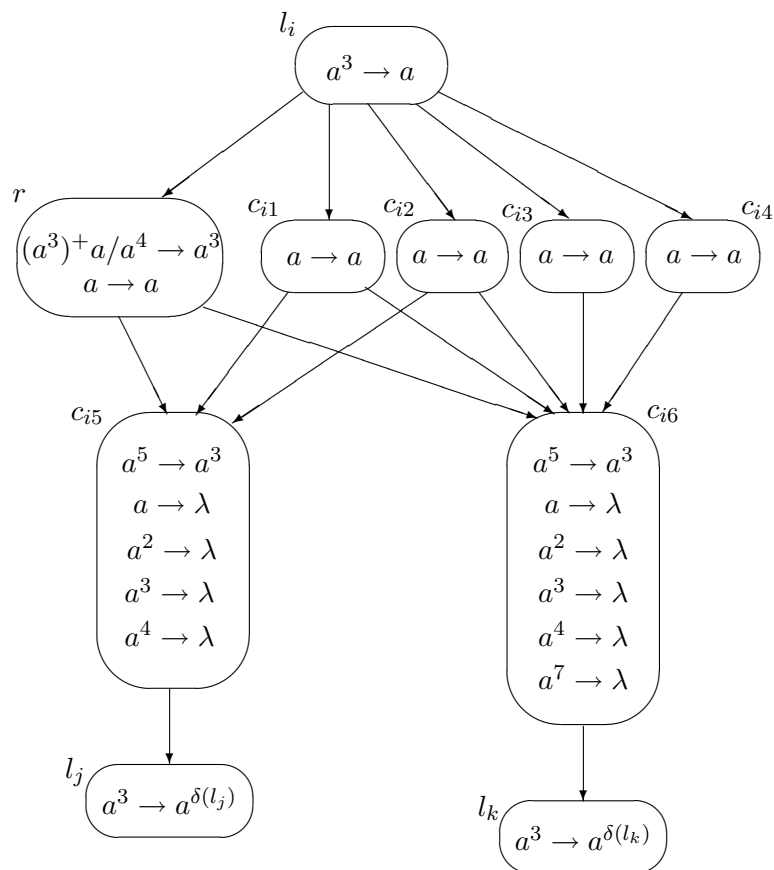 l_i
a^3 → a
r
(a^3)^+a/a^4 → a^3
a → a
c_{i1}
a → a
c_{i2}
a → a
c_{i3}
a → a
c_{i4}
a → a
c_{i5}
a^5 → a^3
a → λ
a^2 → λ
a^3 → λ
a^4 → λ
c_{i6}
a^5 → a^3
a → λ
a^2 → λ
a^3 → λ
a^4 → λ
a^7 → λ
l_j
a^3 → a^{δ(l_j)}
l_k
a^3 → a^{δ(l_k)}